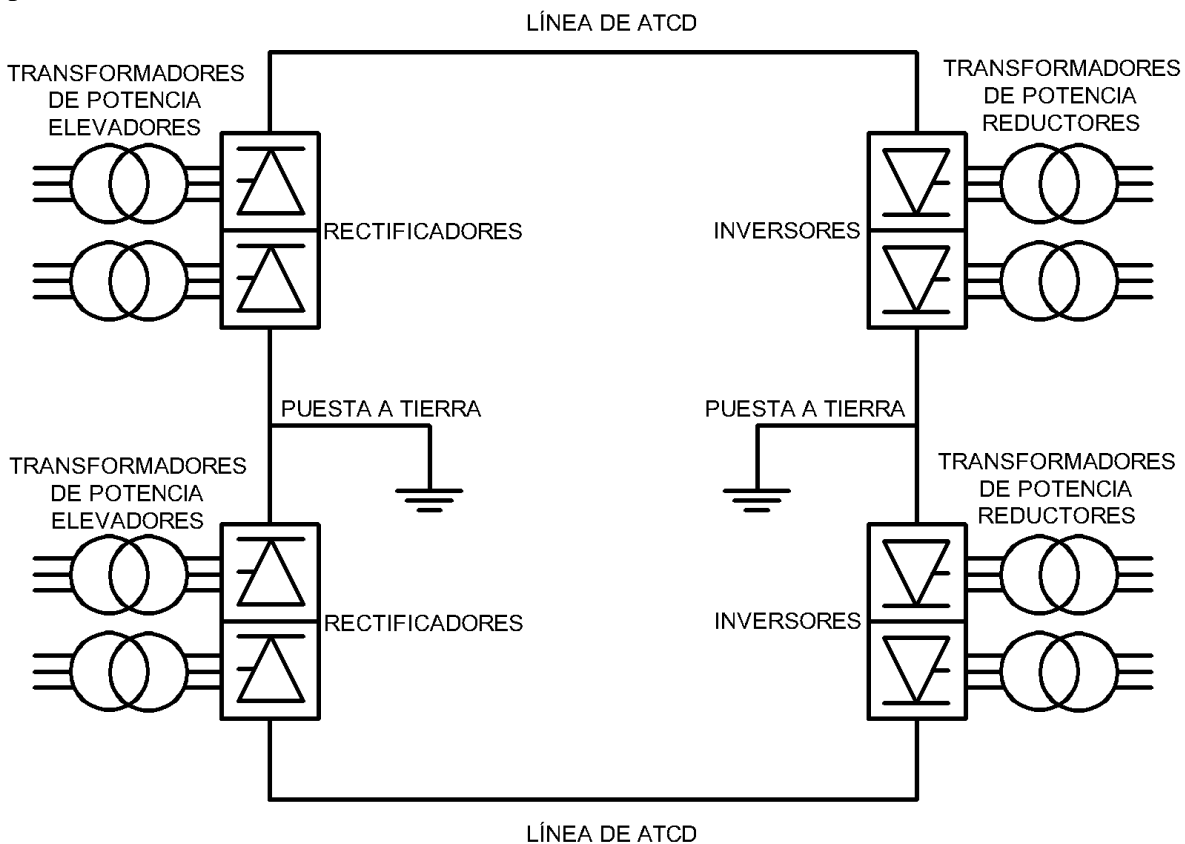 LÍNEA DE ATCD
TRANSFORMADORES
DE POTENCIA
ELEVADORES
TRANSFORMADORES
DE POTENCIA
REDUCTORES
RECTIFICADORES
INVERSORES
PUESTA A TIERRA
PUESTA A TIERRA
TRANSFORMADORES
DE POTENCIA
ELEVADORES
TRANSFORMADORES
DE POTENCIA
REDUCTORES
RECTIFICADORES
INVERSORES
LÍNEA DE ATCD